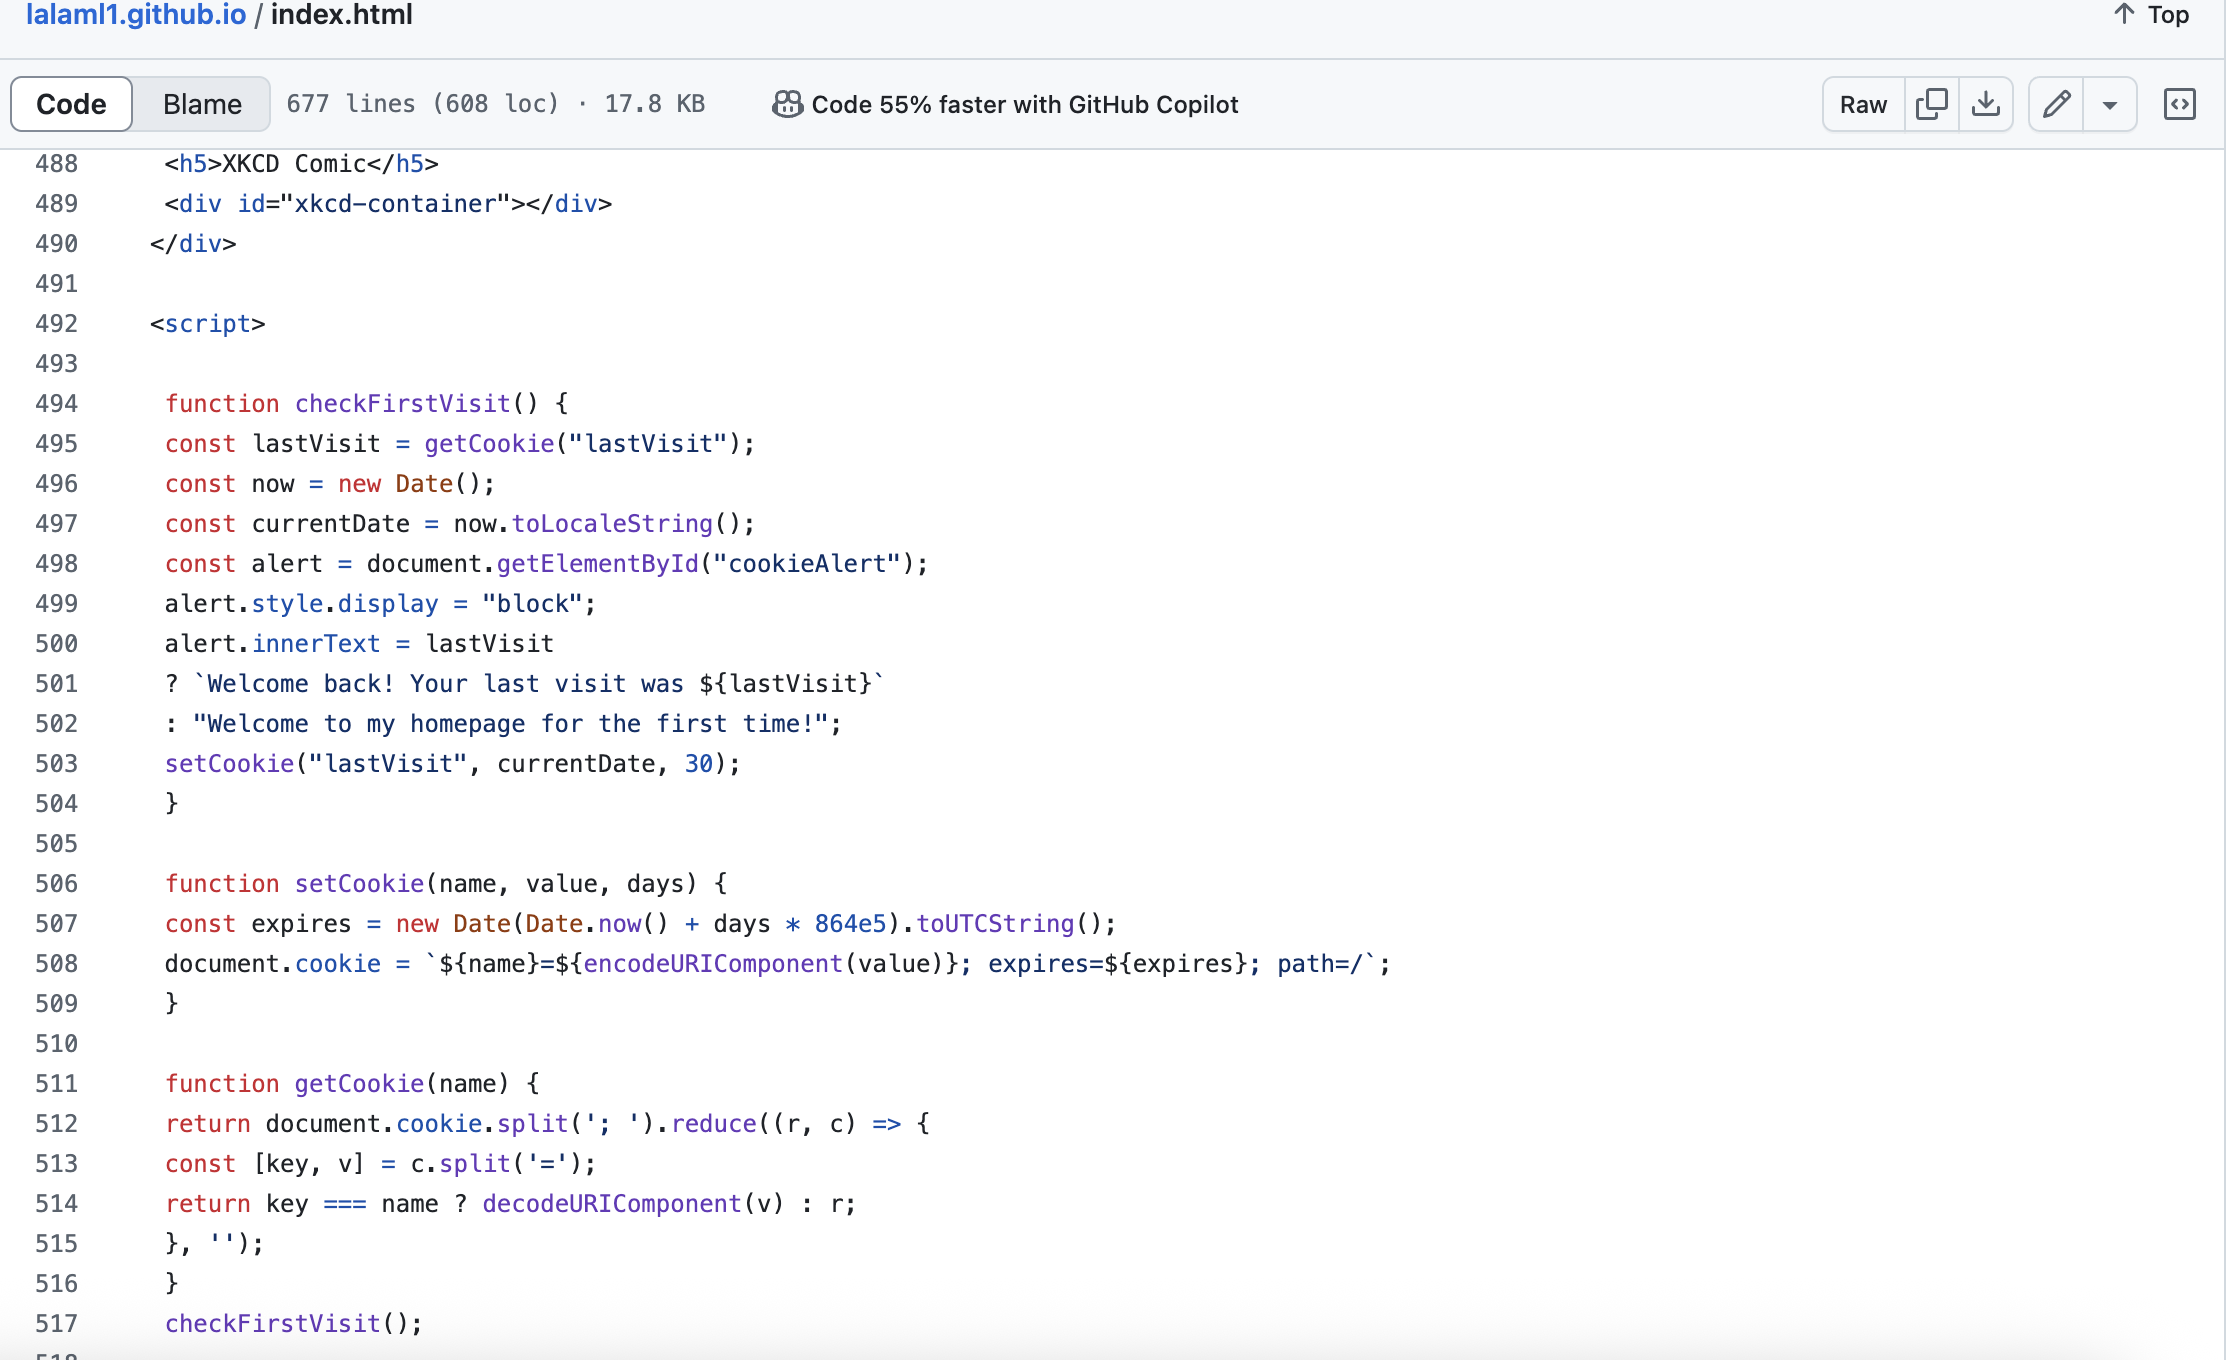 lalaml1.github.io / index.html
↑ Top
Code Blame 677 lines (608 loc) · 17.8 KB Code 55% faster with GitHub Copilot Raw
488 <h5>XKCD Comic</h5>
489 <div id="xkcd-container"></div>
490 </div>
491
492 <script>
493
494 function checkFirstVisit() {
495 const lastVisit = getCookie("lastVisit");
496 const now = new Date();
497 const currentDate = now.toLocaleString();
498 const alert = document.getElementById("cookieAlert");
499 alert.style.display = "block";
500 alert.innerText = lastVisit
501 ? `Welcome back! Your last visit was ${lastVisit}`
502 : "Welcome to my homepage for the first time!";
503 setCookie("lastVisit", currentDate, 30);
504 }
505
506 function setCookie(name, value, days) {
507 const expires = new Date(Date.now() + days * 864e5).toUTCString();
508 document.cookie = `${name}=${encodeURIComponent(value)}; expires=${expires}; path=/`;
509 }
510
511 function getCookie(name) {
512 return document.cookie.split('; ').reduce((r, c) => {
513 const [key, v] = c.split('=');
514 return key === name ? decodeURIComponent(v) : r;
515 }, '');
516 }
517 checkFirstVisit();